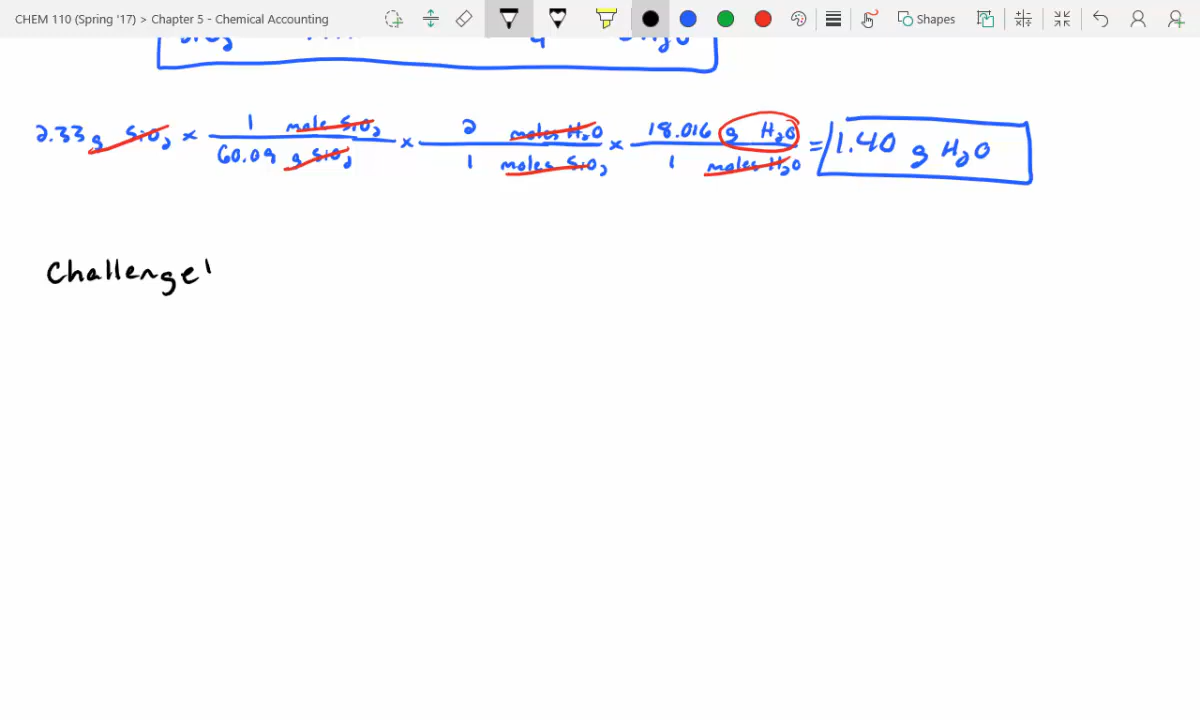 CHEM 110 (Spring '17) > Chapter 5 - Chemical Accounting
Shapes
2.33 g SiO₂ × 1 mole SiO₂ / 60.09 g SiO₂ × 2 moles H₂O / 1 moles SiO₂ × 18.016 g H₂O / 1 moles H₂O = 1.40 g H₂O
Challenge'